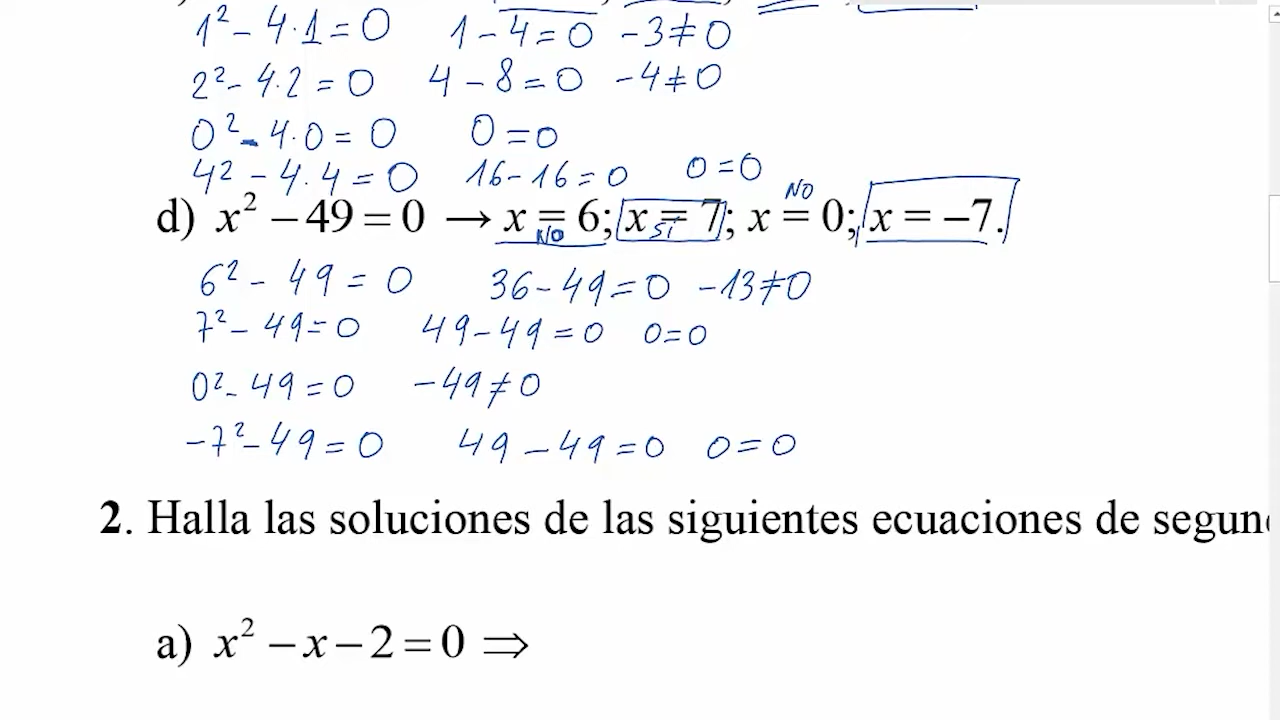 1² - 4·1 = 0 1 - 4 = 0 -3 ≠ 0
2² - 4·2 = 0 4 - 8 = 0 -4 ≠ 0
0² - 4·0 = 0 0 = 0
4² - 4·4 = 0 16 - 16 = 0 0 = 0
NO
d) x² - 49 = 0 → x = 6; x = 7; x = 0; x = -7.
NO SÍ
6² - 49 = 0 36 - 49 = 0 -13 ≠ 0
7² - 49 = 0 49 - 49 = 0 0 = 0
0² - 49 = 0 -49 ≠ 0
-7² - 49 = 0 49 - 49 = 0 0 = 0
2. Halla las soluciones de las siguientes ecuaciones de segun
a) x² - x - 2 = 0 ⇒